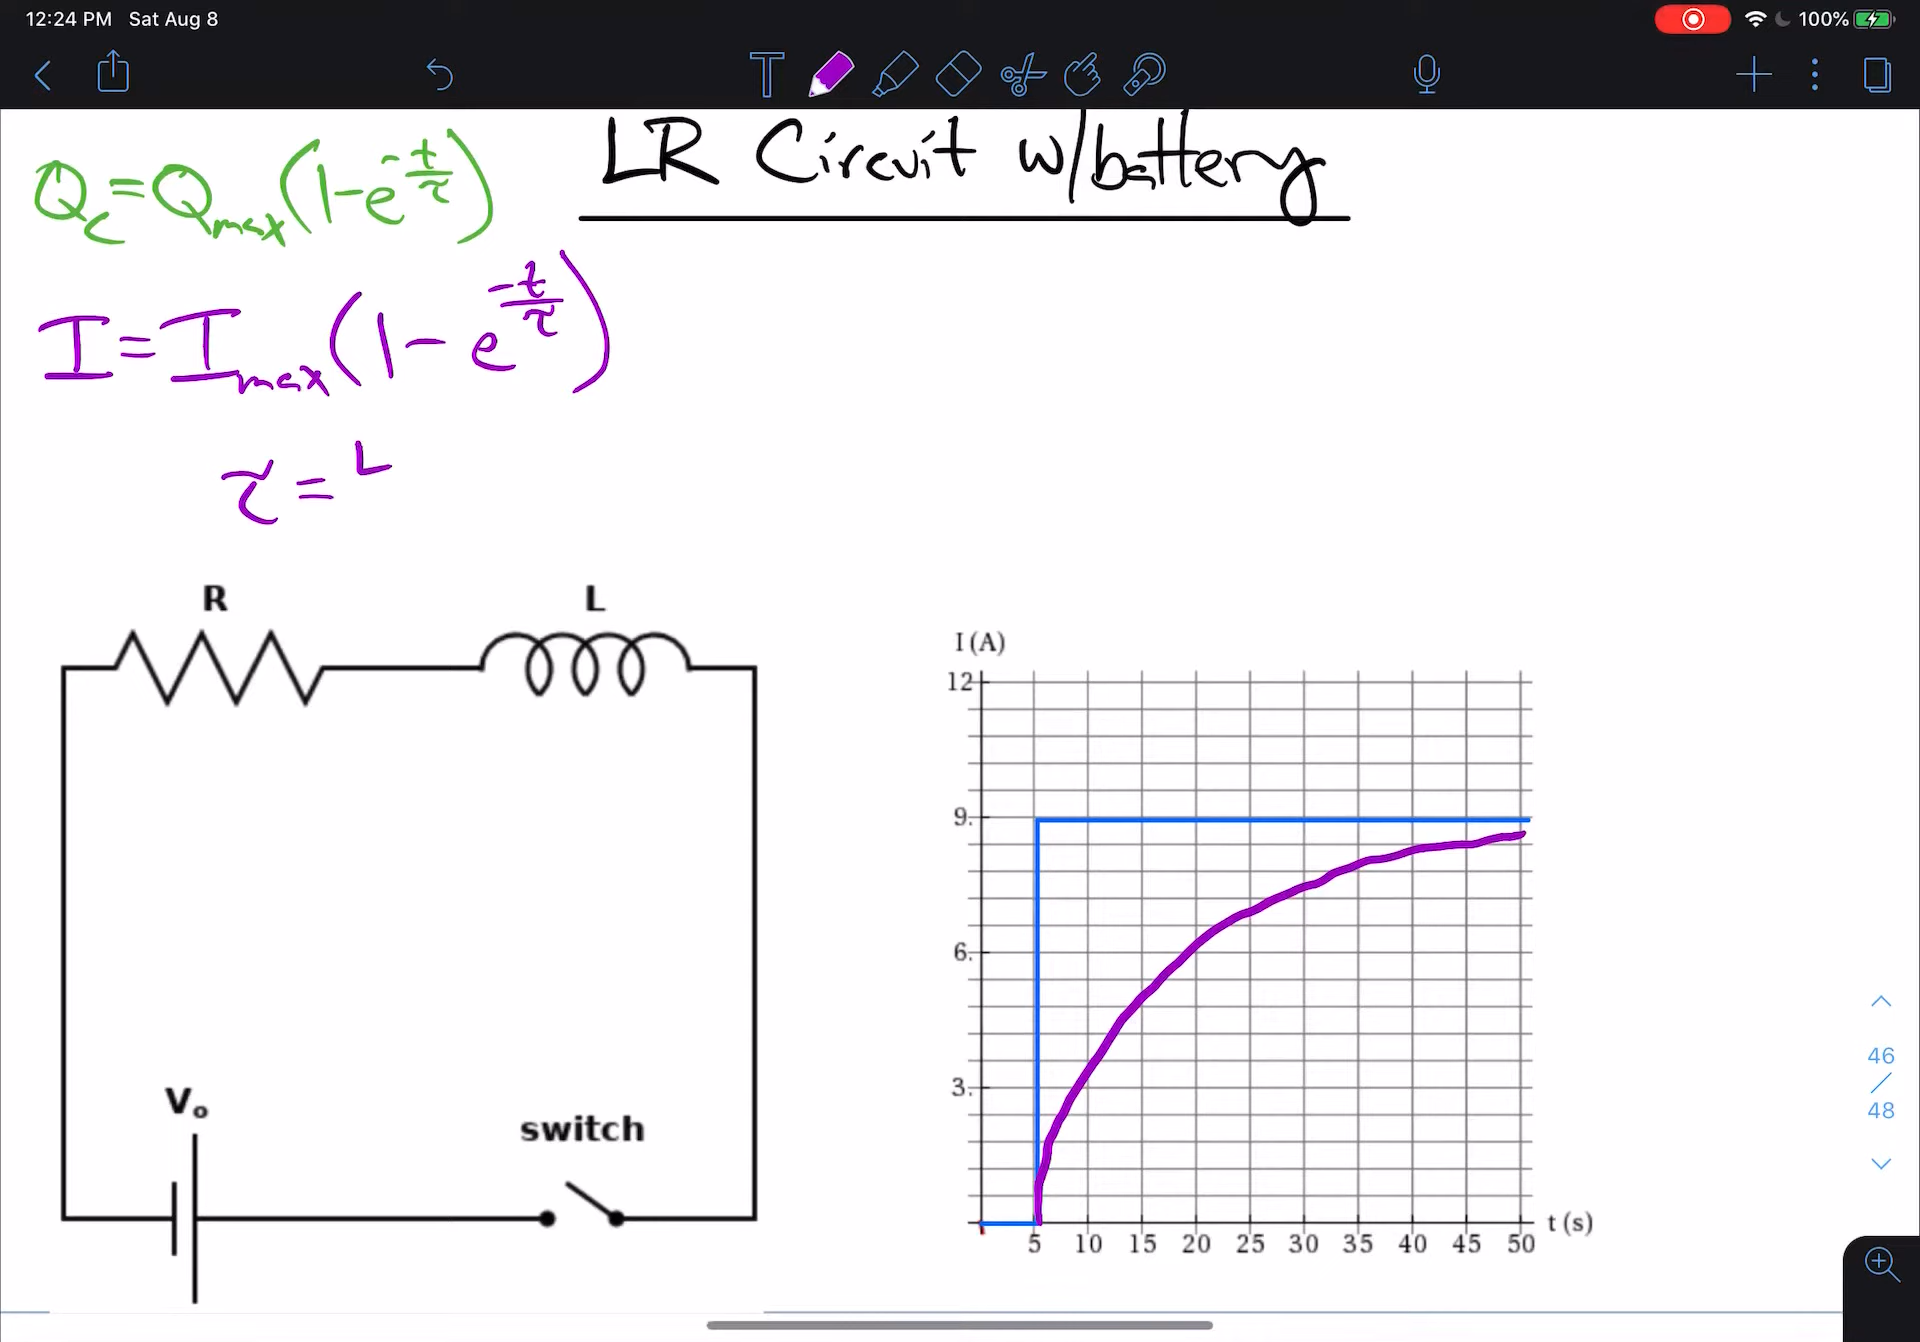 12:24 PM Sat Aug 8
100%
T
LR Circuit w/battery
Q_c = Q_max(1-e^{-t/τ})
I = I_max(1-e^{-t/τ})
τ = L
R
L
V₀
switch
I (A)
12
9.
6.
3.
5 10 15 20 25 30 35 40 45 50
t (s)
46
/
48